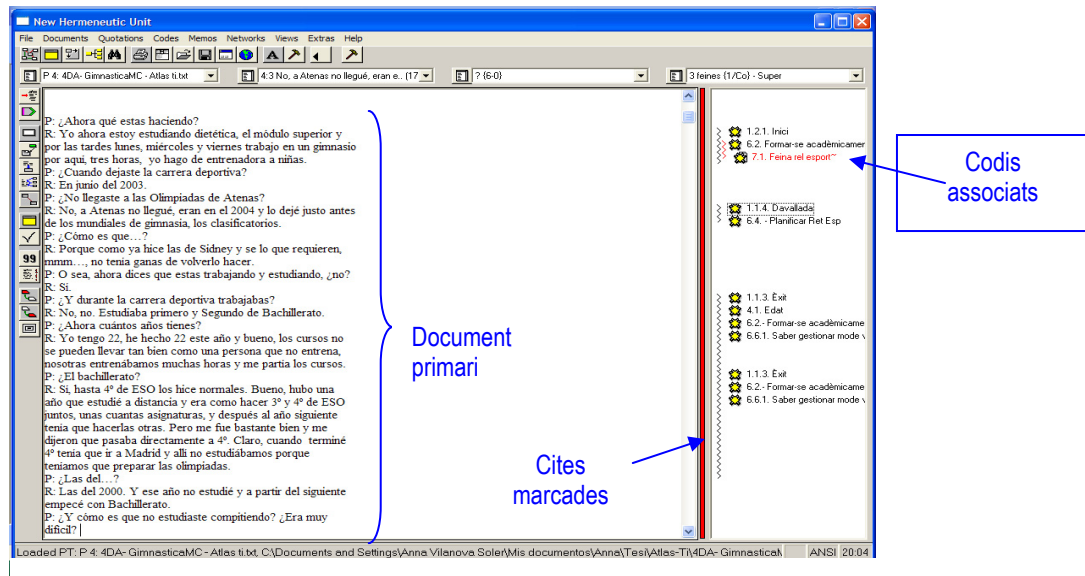 New Hermeneutic Unit
File Documents Quotations Codes Memos Networks Views Extras Help
P 4: 4DA- GimnasticaMC - Atlas ti.txt
4:3 No, a Atenas no llegué, eran e.. (17
? {6-0}
3 feines {1/Co} - Super
P: ¿Ahora qué estas haciendo?
R: Yo ahora estoy estudiando dietética, el módulo superior y
por las tardes lunes, miércoles y viernes trabajo en un gimnasio
por aquí, tres horas, yo hago de entrenadora a niñas.
P: ¿Cuando dejaste la carrera deportiva?
R: En junio del 2003.
P: ¿No llegaste a las Olimpiadas de Atenas?
R: No, a Atenas no llegué, eran en el 2004 y lo dejé justo antes
de los mundiales de gimnasia, los clasificatorios.
P: ¿Cómo es que…?
R: Porque como ya hice las de Sidney y se lo que requieren,
mmm…, no tenia ganas de volverlo hacer.
P: O sea, ahora dices que estas trabajando y estudiando, ¿no?
R: Si.
P: ¿Y durante la carrera deportiva trabajabas?
R: No, no. Estudiaba primero y Segundo de Bachillerato.
P: ¿Ahora cuántos años tienes?
R: Yo tengo 22, he hecho 22 este año y bueno, los cursos no
se pueden llevar tan bien como una persona que no entrena,
nosotras entrenábamos muchas horas y me partía los cursos.
P: ¿El bachillerato?
R: Si, hasta 4º de ESO los hice normales. Bueno, hubo una
año que estudié a distancia y era como hacer 3º y 4º de ESO
juntos, unas cuantas asignaturas, y después al año siguiente
tenia que hacerlas otras. Pero me fue bastante bien y me
dijeron que pasaba directamente a 4º. Claro, cuando terminé
4º tenia que ir a Madrid y allí no estudiábamos porque
teníamos que preparar las olimpiadas.
P: ¿Las del…?
R: Las del 2000. Y ese año no estudié y a partir del siguiente
empecé con Bachillerato.
P: ¿Y cómo es que no estudiaste compitiendo? ¿Era muy
difícil?
1.2.1. Inici
6.2. Formar-se acadèmicamer
7.1. Feina rel esport~
1.1.4. Davallada
6.4. - Planificar Ret Esp
1.1.3. Èxit
4.1. Edat
6.2.- Formar-se acadèmicame
6.6.1. Saber gestionar mode v
1.1.3. Èxit
6.2.- Formar-se acadèmicame
6.6.1. Saber gestionar mode v
Document
primari
Cites
marcades
Codis
associats
Loaded PT: P 4: 4DA- GimnasticaMC - Atlas ti.txt, C:\Documents and Settings\Anna Vilanova Soler\Mis documentos\Anna\Tesi\Atlas-Ti\4DA- GimnasticaM ANSI 20:04